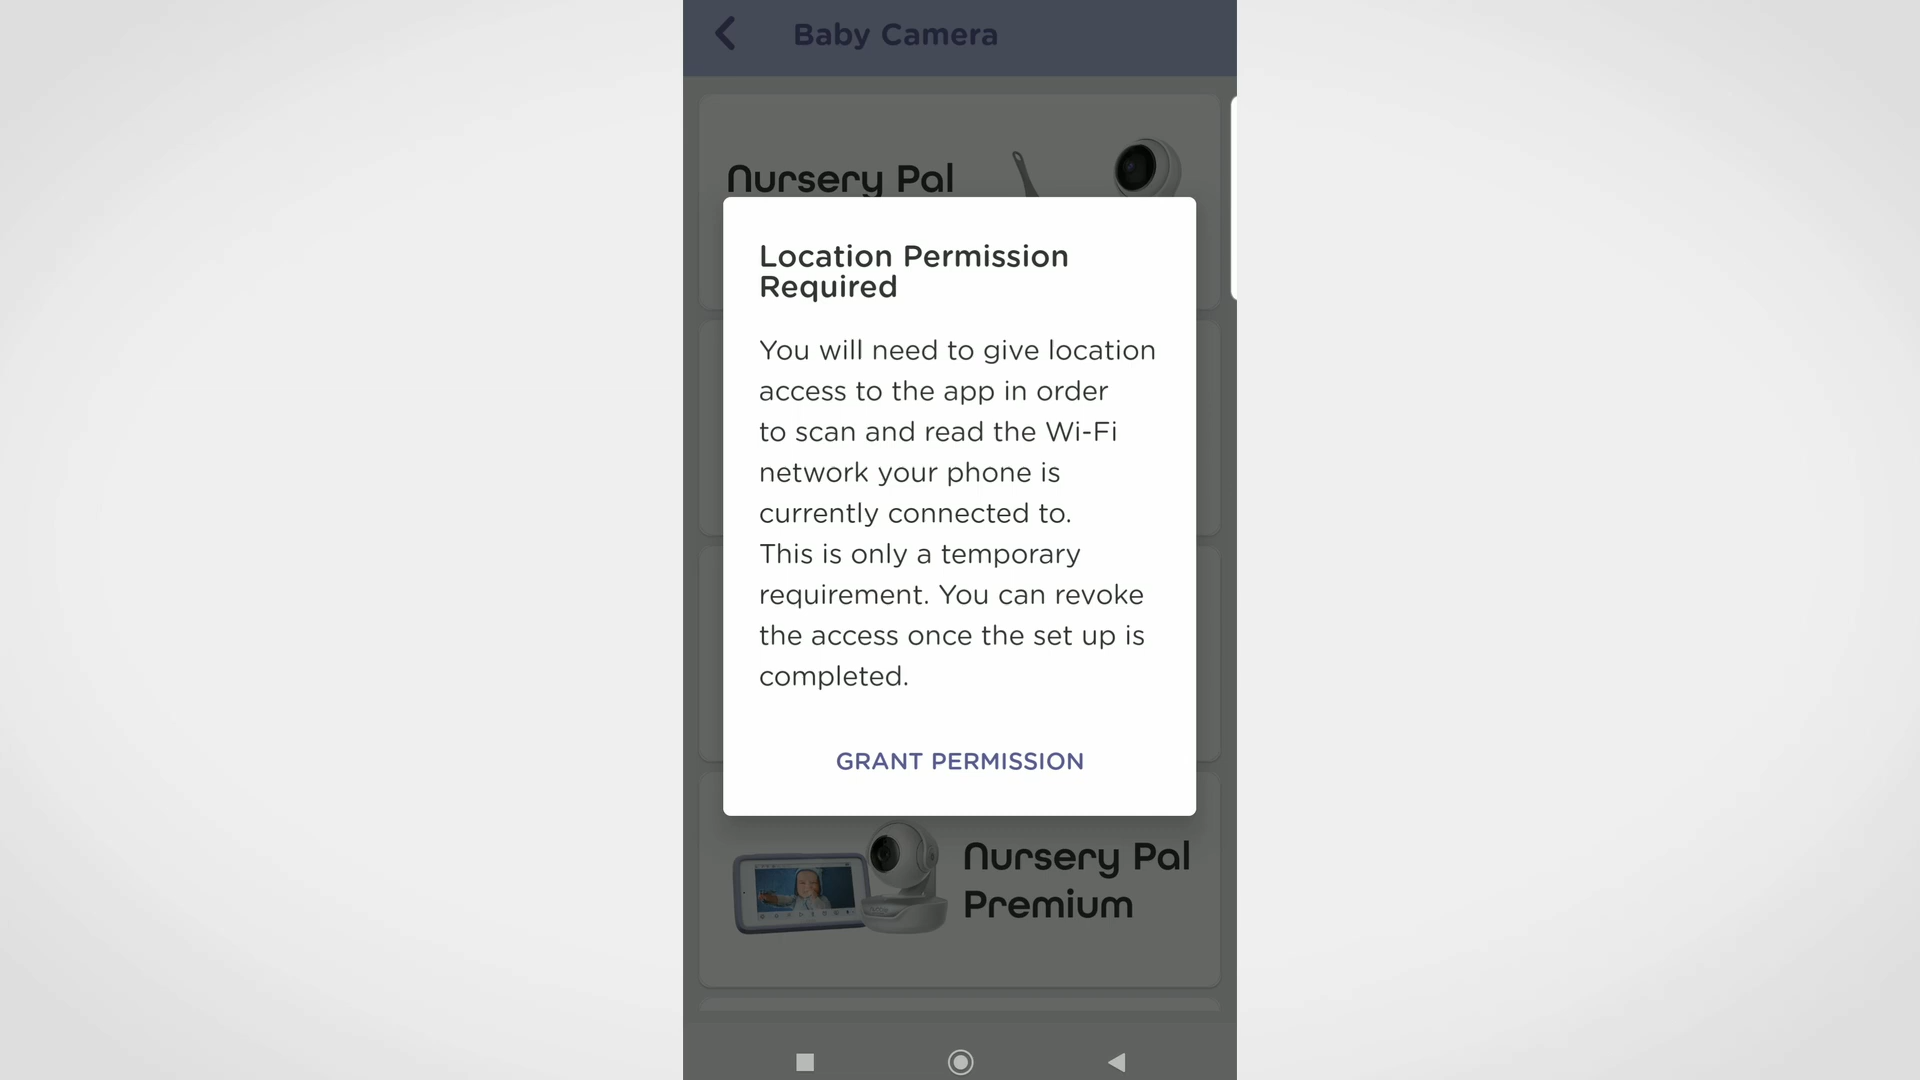 Baby Camera
Nursery Pal
Location Permission
Required
You will need to give location
access to the app in order
to scan and read the Wi-Fi
network your phone is
currently connected to.
This is only a temporary
requirement. You can revoke
the access once the set up is
completed.
GRANT PERMISSION
Nursery Pal
Premium